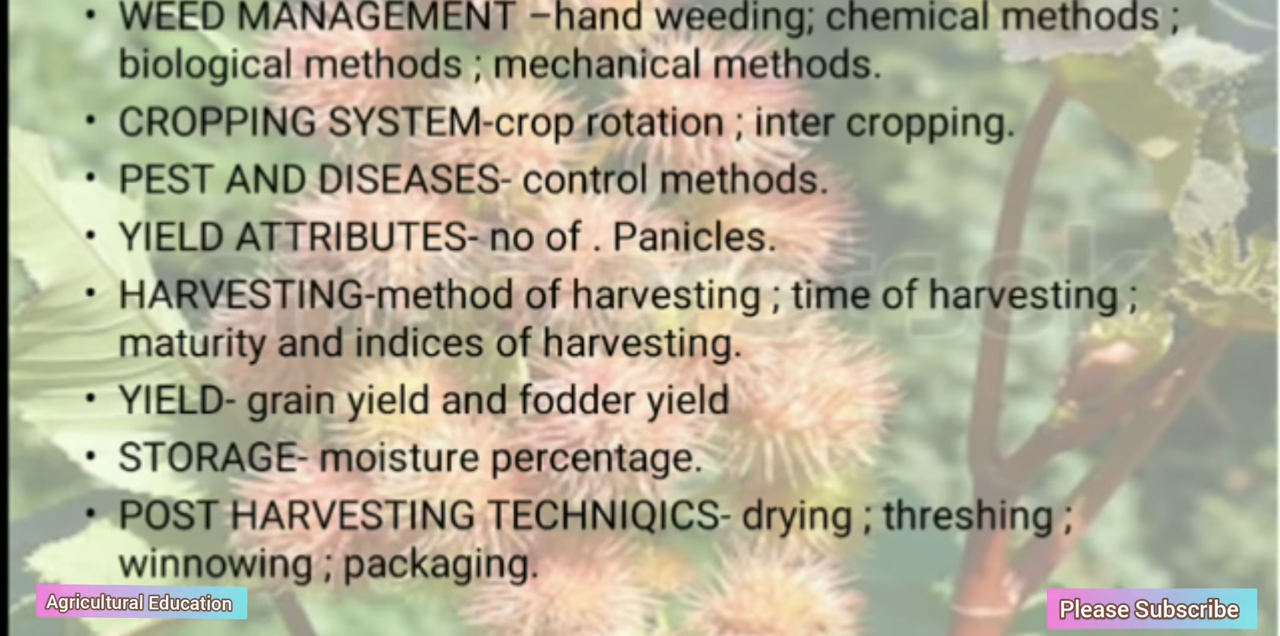 • WEED MANAGEMENT –hand weeding; chemical methods ;
biological methods ; mechanical methods.
• CROPPING SYSTEM-crop rotation ; inter cropping.
• PEST AND DISEASES- control methods.
• YIELD ATTRIBUTES- no of . Panicles.
• HARVESTING-method of harvesting ; time of harvesting ;
maturity and indices of harvesting.
• YIELD- grain yield and fodder yield
• STORAGE- moisture percentage.
• POST HARVESTING TECHNIQICS- drying ; threshing ;
winnowing ; packaging.
Agricultural Education
Please Subscribe